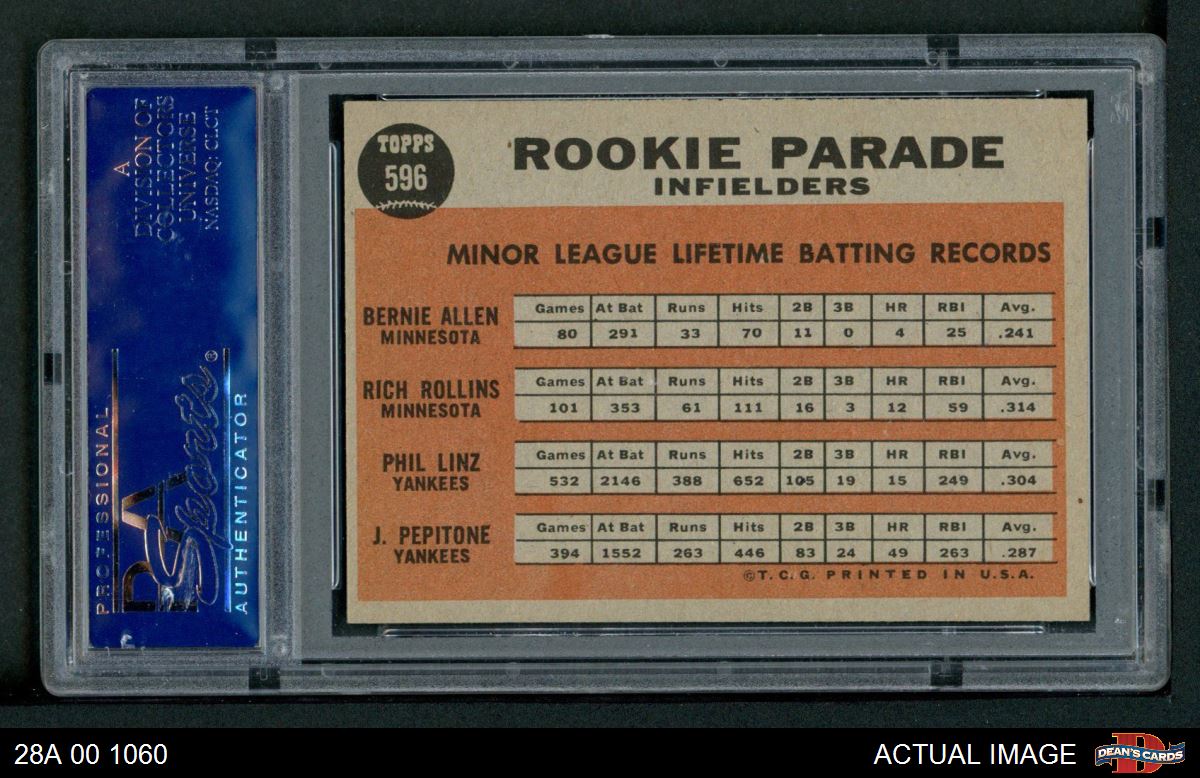 A
DIVISION OF
COLLECTORS
UNIVERSE
NASDAQ: CLCT
PROFESSIONAL
PSA
Sports®
AUTHENTICATOR
TOPPS
596
ROOKIE PARADE
INFIELDERS
MINOR LEAGUE LIFETIME BATTING RECORDS
BERNIE ALLEN
MINNESOTA
Games At Bat Runs Hits 2B 3B HR RBI Avg.
80 291 33 70 11 0 4 25 .241
RICH ROLLINS
MINNESOTA
Games At Bat Runs Hits 2B 3B HR RBI Avg.
101 353 61 111 16 3 12 59 .314
PHIL LINZ
YANKEES
Games At Bat Runs Hits 2B 3B HR RBI Avg.
532 2146 388 652 105 19 15 249 .304
J. PEPITONE
YANKEES
Games At Bat Runs Hits 2B 3B HR RBI Avg.
394 1552 263 446 83 24 49 263 .287
©T.C.G. PRINTED IN U.S.A.
28A 00 1060
ACTUAL IMAGE
DEAN'S CARDS